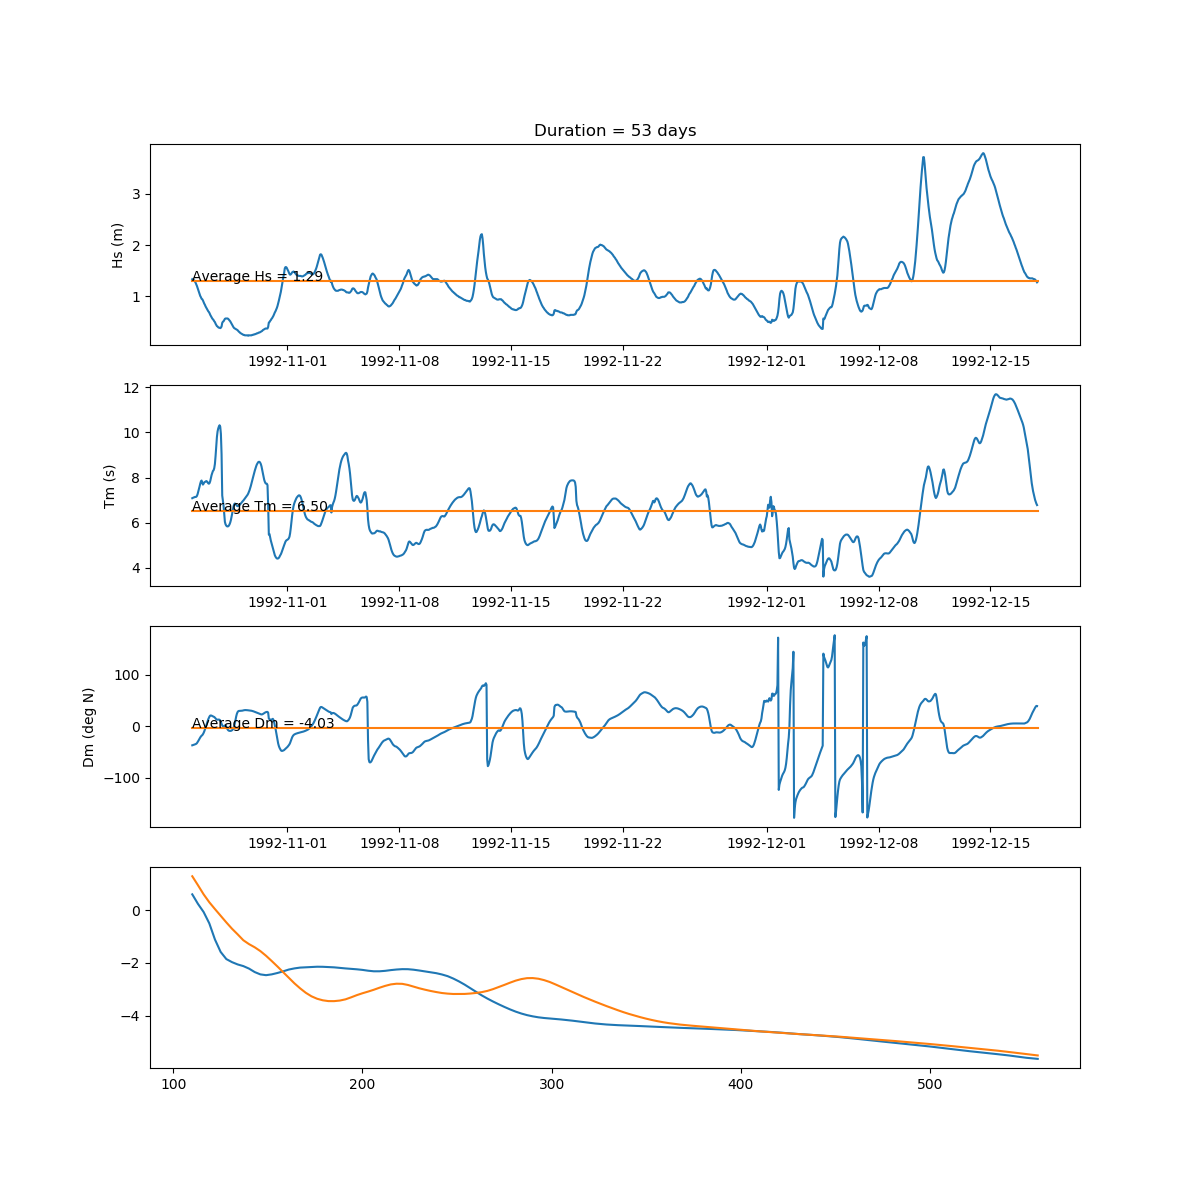 Duration = 53 days
Hs (m)
3
2
1
Average Hs = 1.29
1992-11-01 1992-11-08 1992-11-15 1992-11-22 1992-12-01 1992-12-08 1992-12-15
Tm (s)
12
10
8
6
4
Average Tm = 6.50
1992-11-01 1992-11-08 1992-11-15 1992-11-22 1992-12-01 1992-12-08 1992-12-15
Dm (deg N)
100
0
−100
Average Dm = -4.03
1992-11-01 1992-11-08 1992-11-15 1992-11-22 1992-12-01 1992-12-08 1992-12-15
0
−2
−4
100 200 300 400 500